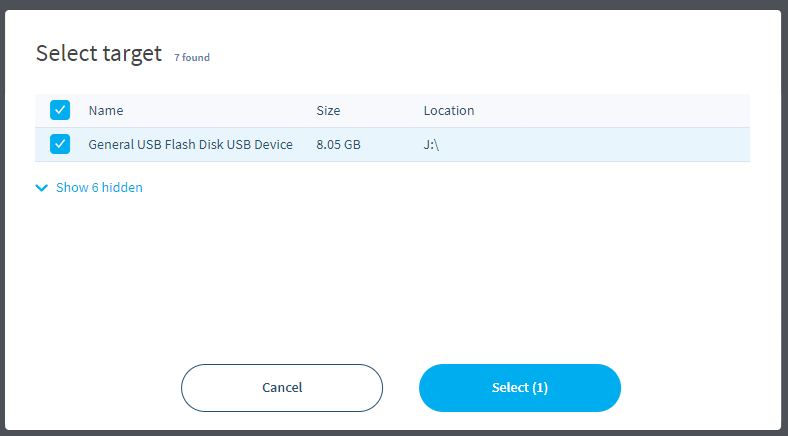 Select target 7 found
Name Size Location
General USB Flash Disk USB Device 8.05 GB J:\
Show 6 hidden
Cancel Select (1)